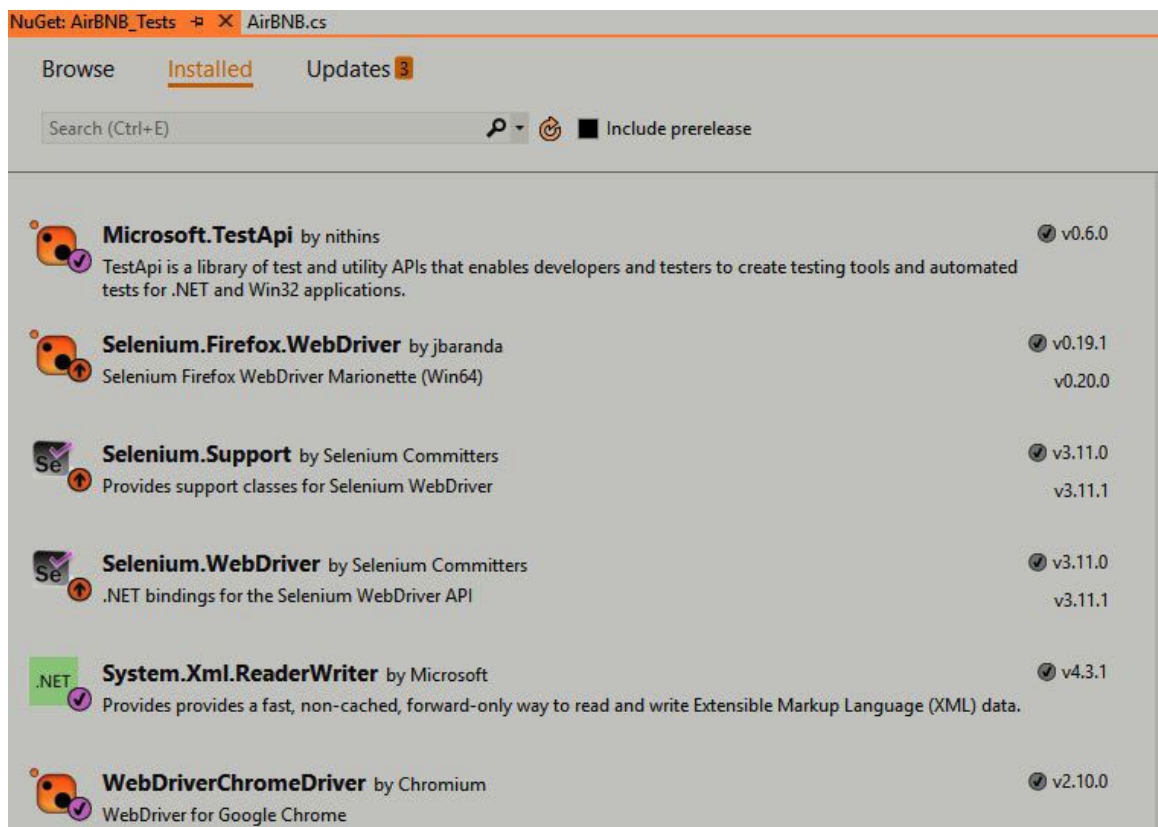 NuGet: AirBNB_Tests AirBNB.cs
Browse Installed Updates 3
Search (Ctrl+E) Include prerelease
Microsoft.TestApi by nithins v0.6.0
TestApi is a library of test and utility APIs that enables developers and testers to create testing tools and automated
tests for .NET and Win32 applications.
Selenium.Firefox.WebDriver by jbaranda v0.19.1
Selenium Firefox WebDriver Marionette (Win64) v0.20.0
Se Selenium.Support by Selenium Committers v3.11.0
Provides support classes for Selenium WebDriver v3.11.1
Se Selenium.WebDriver by Selenium Committers v3.11.0
.NET bindings for the Selenium WebDriver API v3.11.1
.NET System.Xml.ReaderWriter by Microsoft v4.3.1
Provides provides a fast, non-cached, forward-only way to read and write Extensible Markup Language (XML) data.
WebDriverChromeDriver by Chromium v2.10.0
WebDriver for Google Chrome